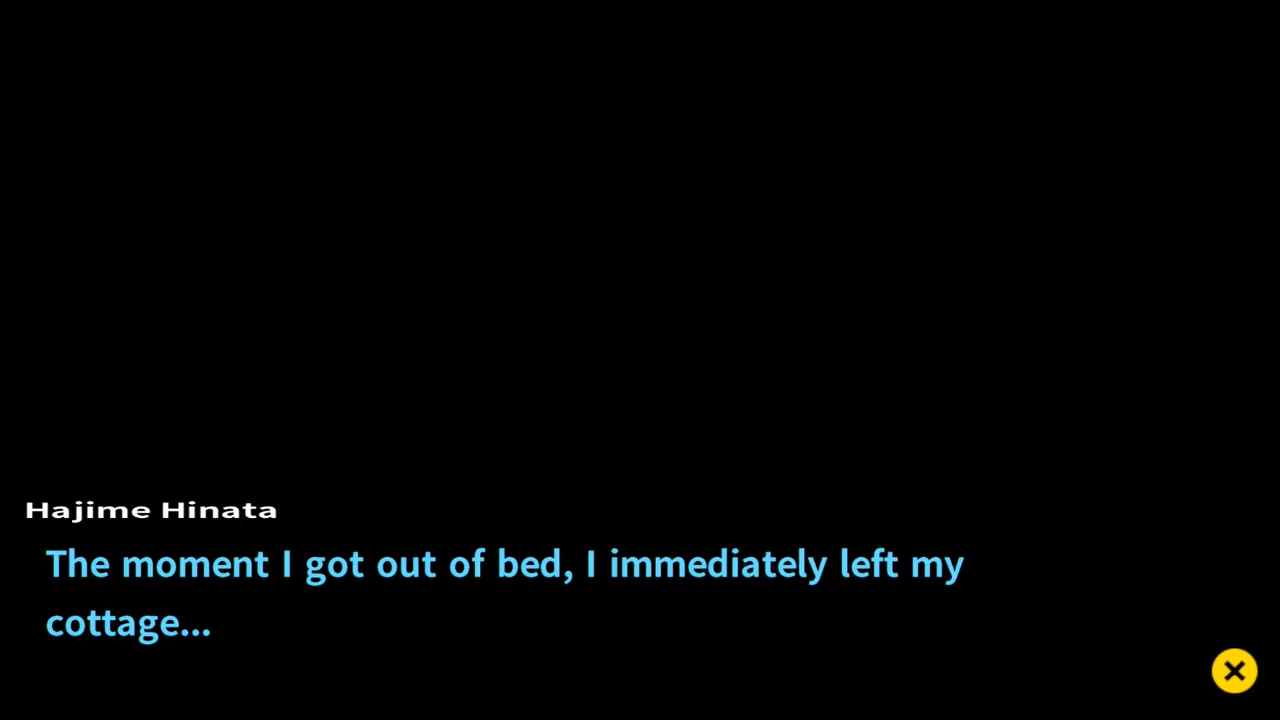 Hajime Hinata
The moment I got out of bed, I immediately left my
cottage...